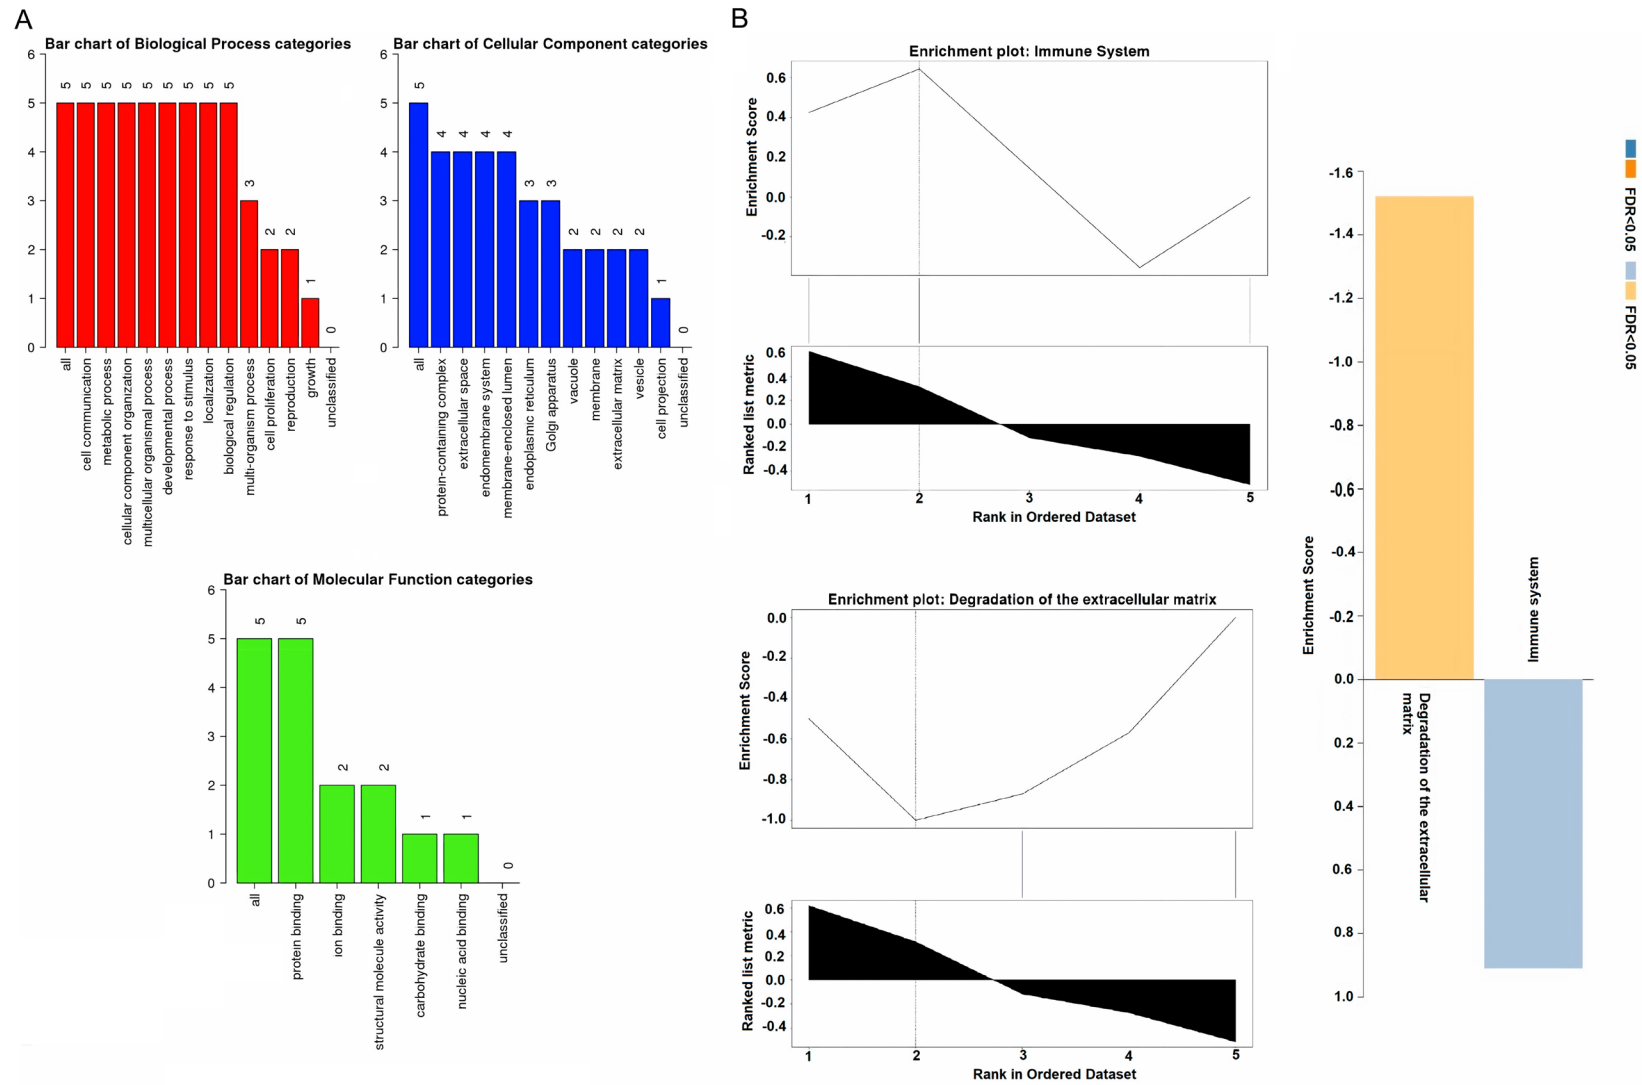 A
Bar chart of Biological Process categories
6
5
4
3
2
1
0
5
5
5
5
5
5
5
5
5
3
2
2
1
0
all
cell communication
metabolic process
cellular component organization
multicellular organismal process
developmental process
response to stimulus
localization
biological regulation
multi-organism process
cell proliferation
reproduction
growth
unclassified
Bar chart of Cellular Component categories
6
5
4
3
2
1
0
5
4
4
4
4
3
3
2
2
2
2
1
0
all
protein-containing complex
extracellular space
endomembrane system
membrane-enclosed lumen
endoplasmic reticulum
Golgi apparatus
vacuole
membrane
extracellular matrix
vesicle
cell projection
unclassified
Bar chart of Molecular Function categories
6
5
4
3
2
1
0
5
5
2
2
1
1
0
all
protein binding
ion binding
structural molecule activity
carbohydrate binding
nucleic acid binding
unclassified
B
Enrichment plot: Immune System
Enrichment Score
0.6
0.4
0.2
0.0
-0.2
Ranked list metric
0.6
0.4
0.2
0.0
-0.2
-0.4
1
2
3
4
5
Rank in Ordered Dataset
Enrichment plot: Degradation of the extracellular matrix
Enrichment Score
0.0
-0.2
-0.4
-0.6
-0.8
-1.0
Ranked list metric
0.6
0.4
0.2
0.0
-0.2
-0.4
1
2
3
4
5
Rank in Ordered Dataset
Enrichment Score
-1.6
-1.4
-1.2
-1.0
-0.8
-0.6
-0.4
-0.2
0.0
0.2
0.4
0.6
0.8
1.0
Degradation of the extracellular
matrix
Immune system
FDR<0.05
FDR<0.05